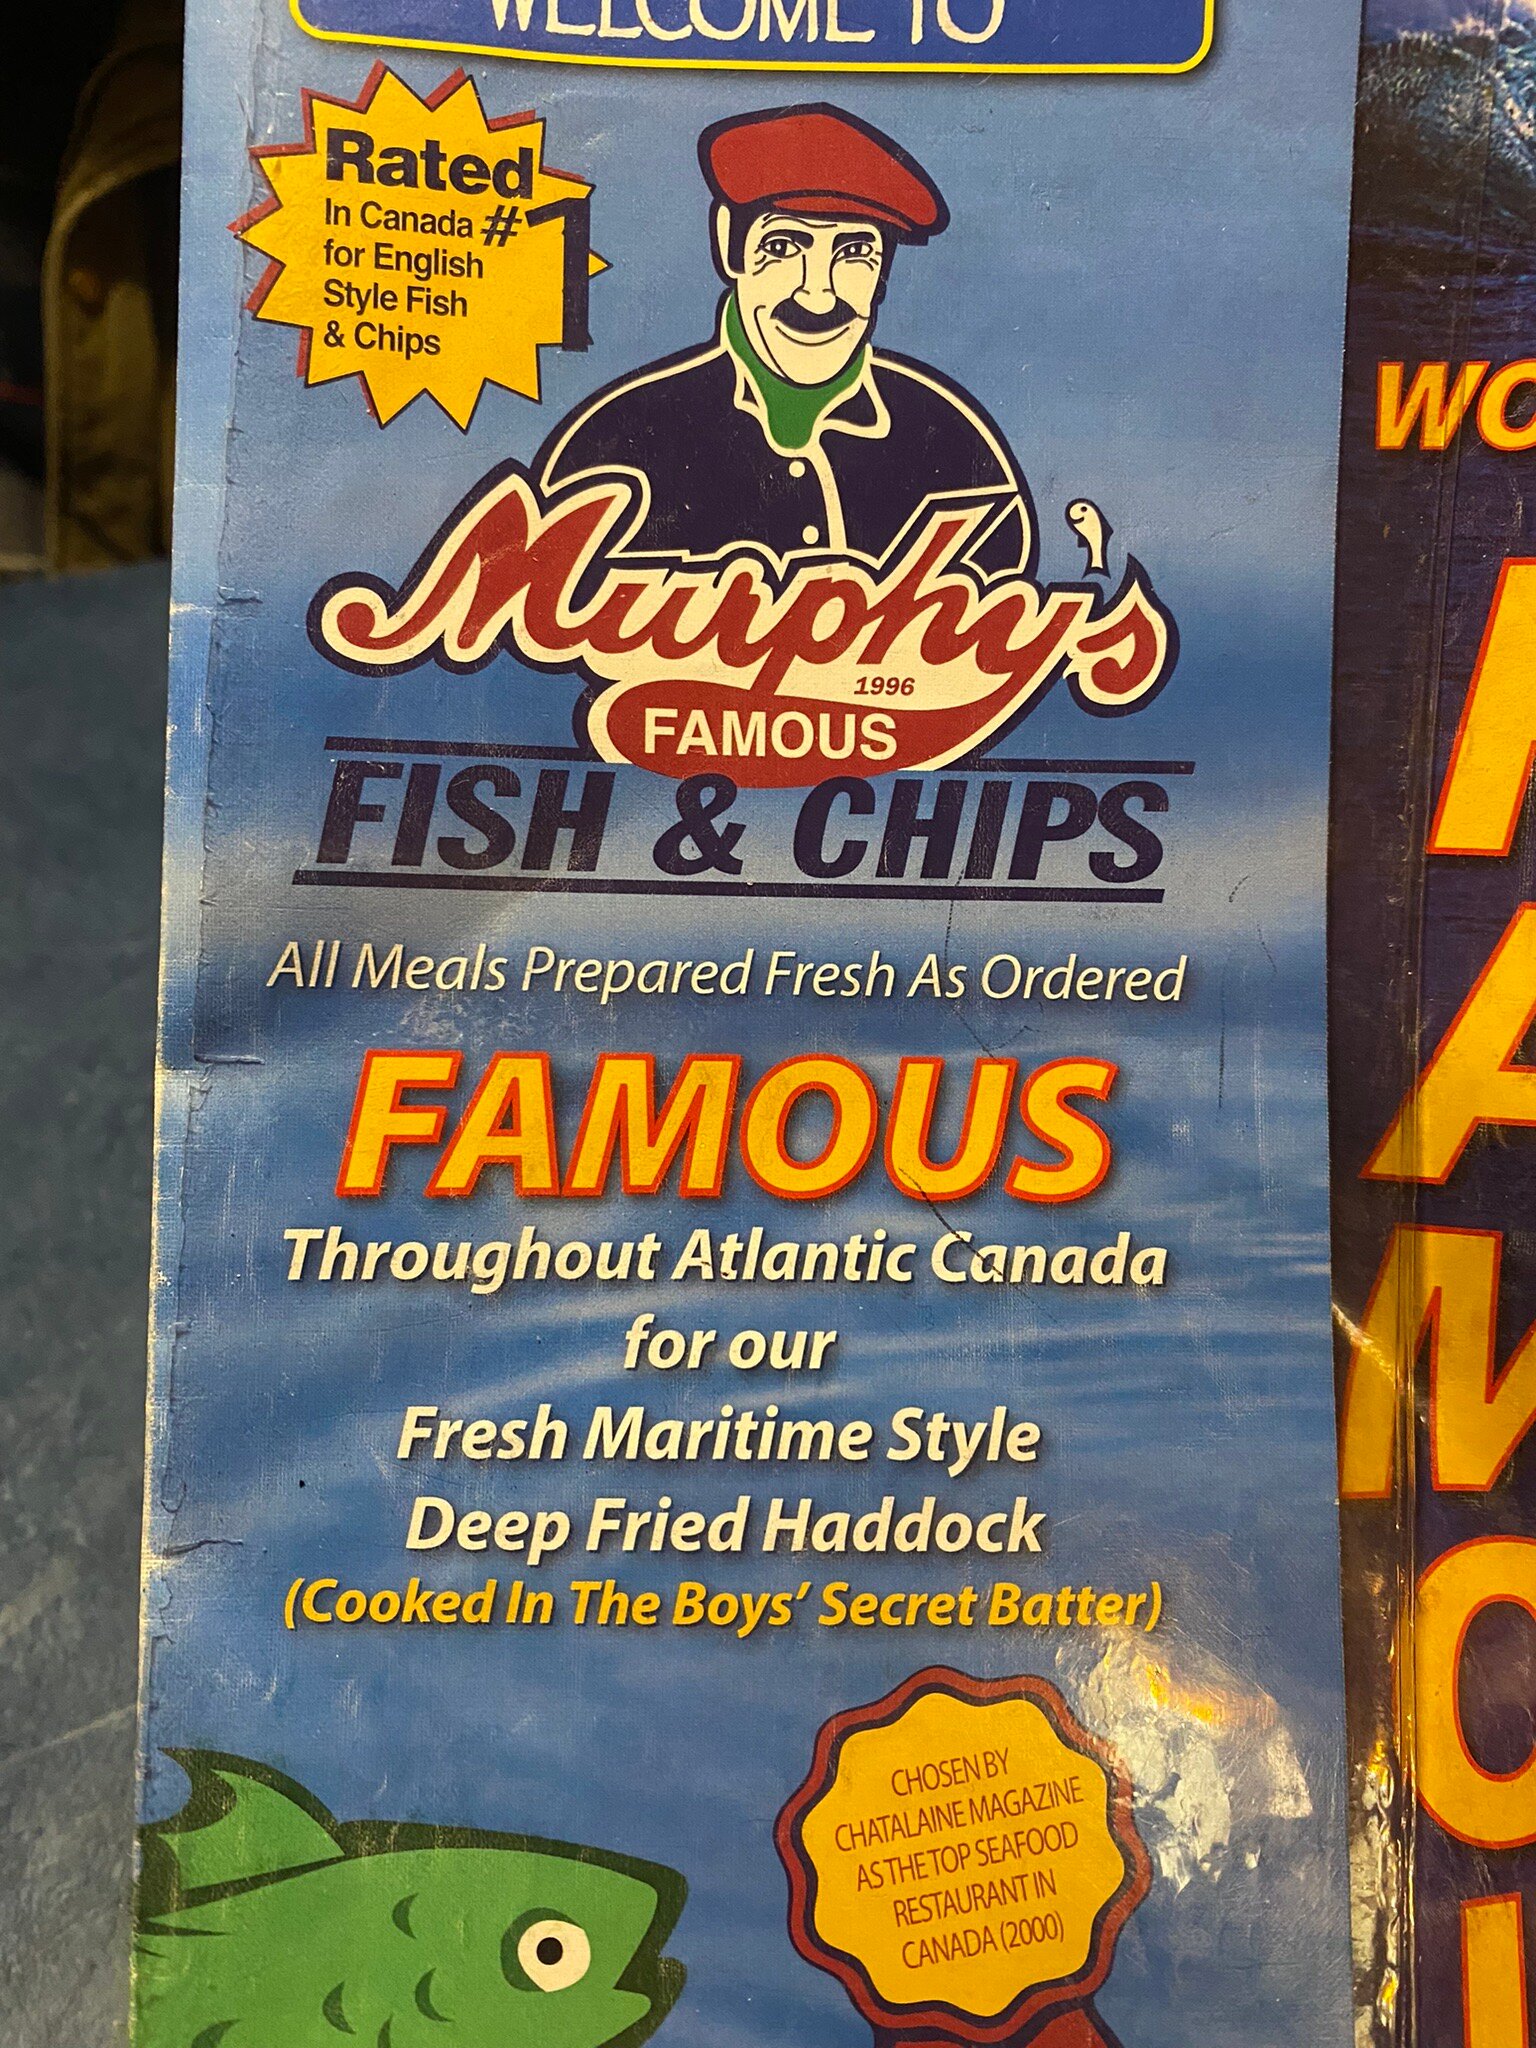 WELCOME TO
Rated
In Canada #1
for English
Style Fish
& Chips
Murphy's
1996
FAMOUS
FISH & CHIPS
All Meals Prepared Fresh As Ordered
FAMOUS
Throughout Atlantic Canada
for our
Fresh Maritime Style
Deep Fried Haddock
(Cooked In The Boys' Secret Batter)
CHOSEN BY
CHATALAINE MAGAZINE
AS THE TOP SEAFOOD
RESTAURANT IN
CANADA (2000)